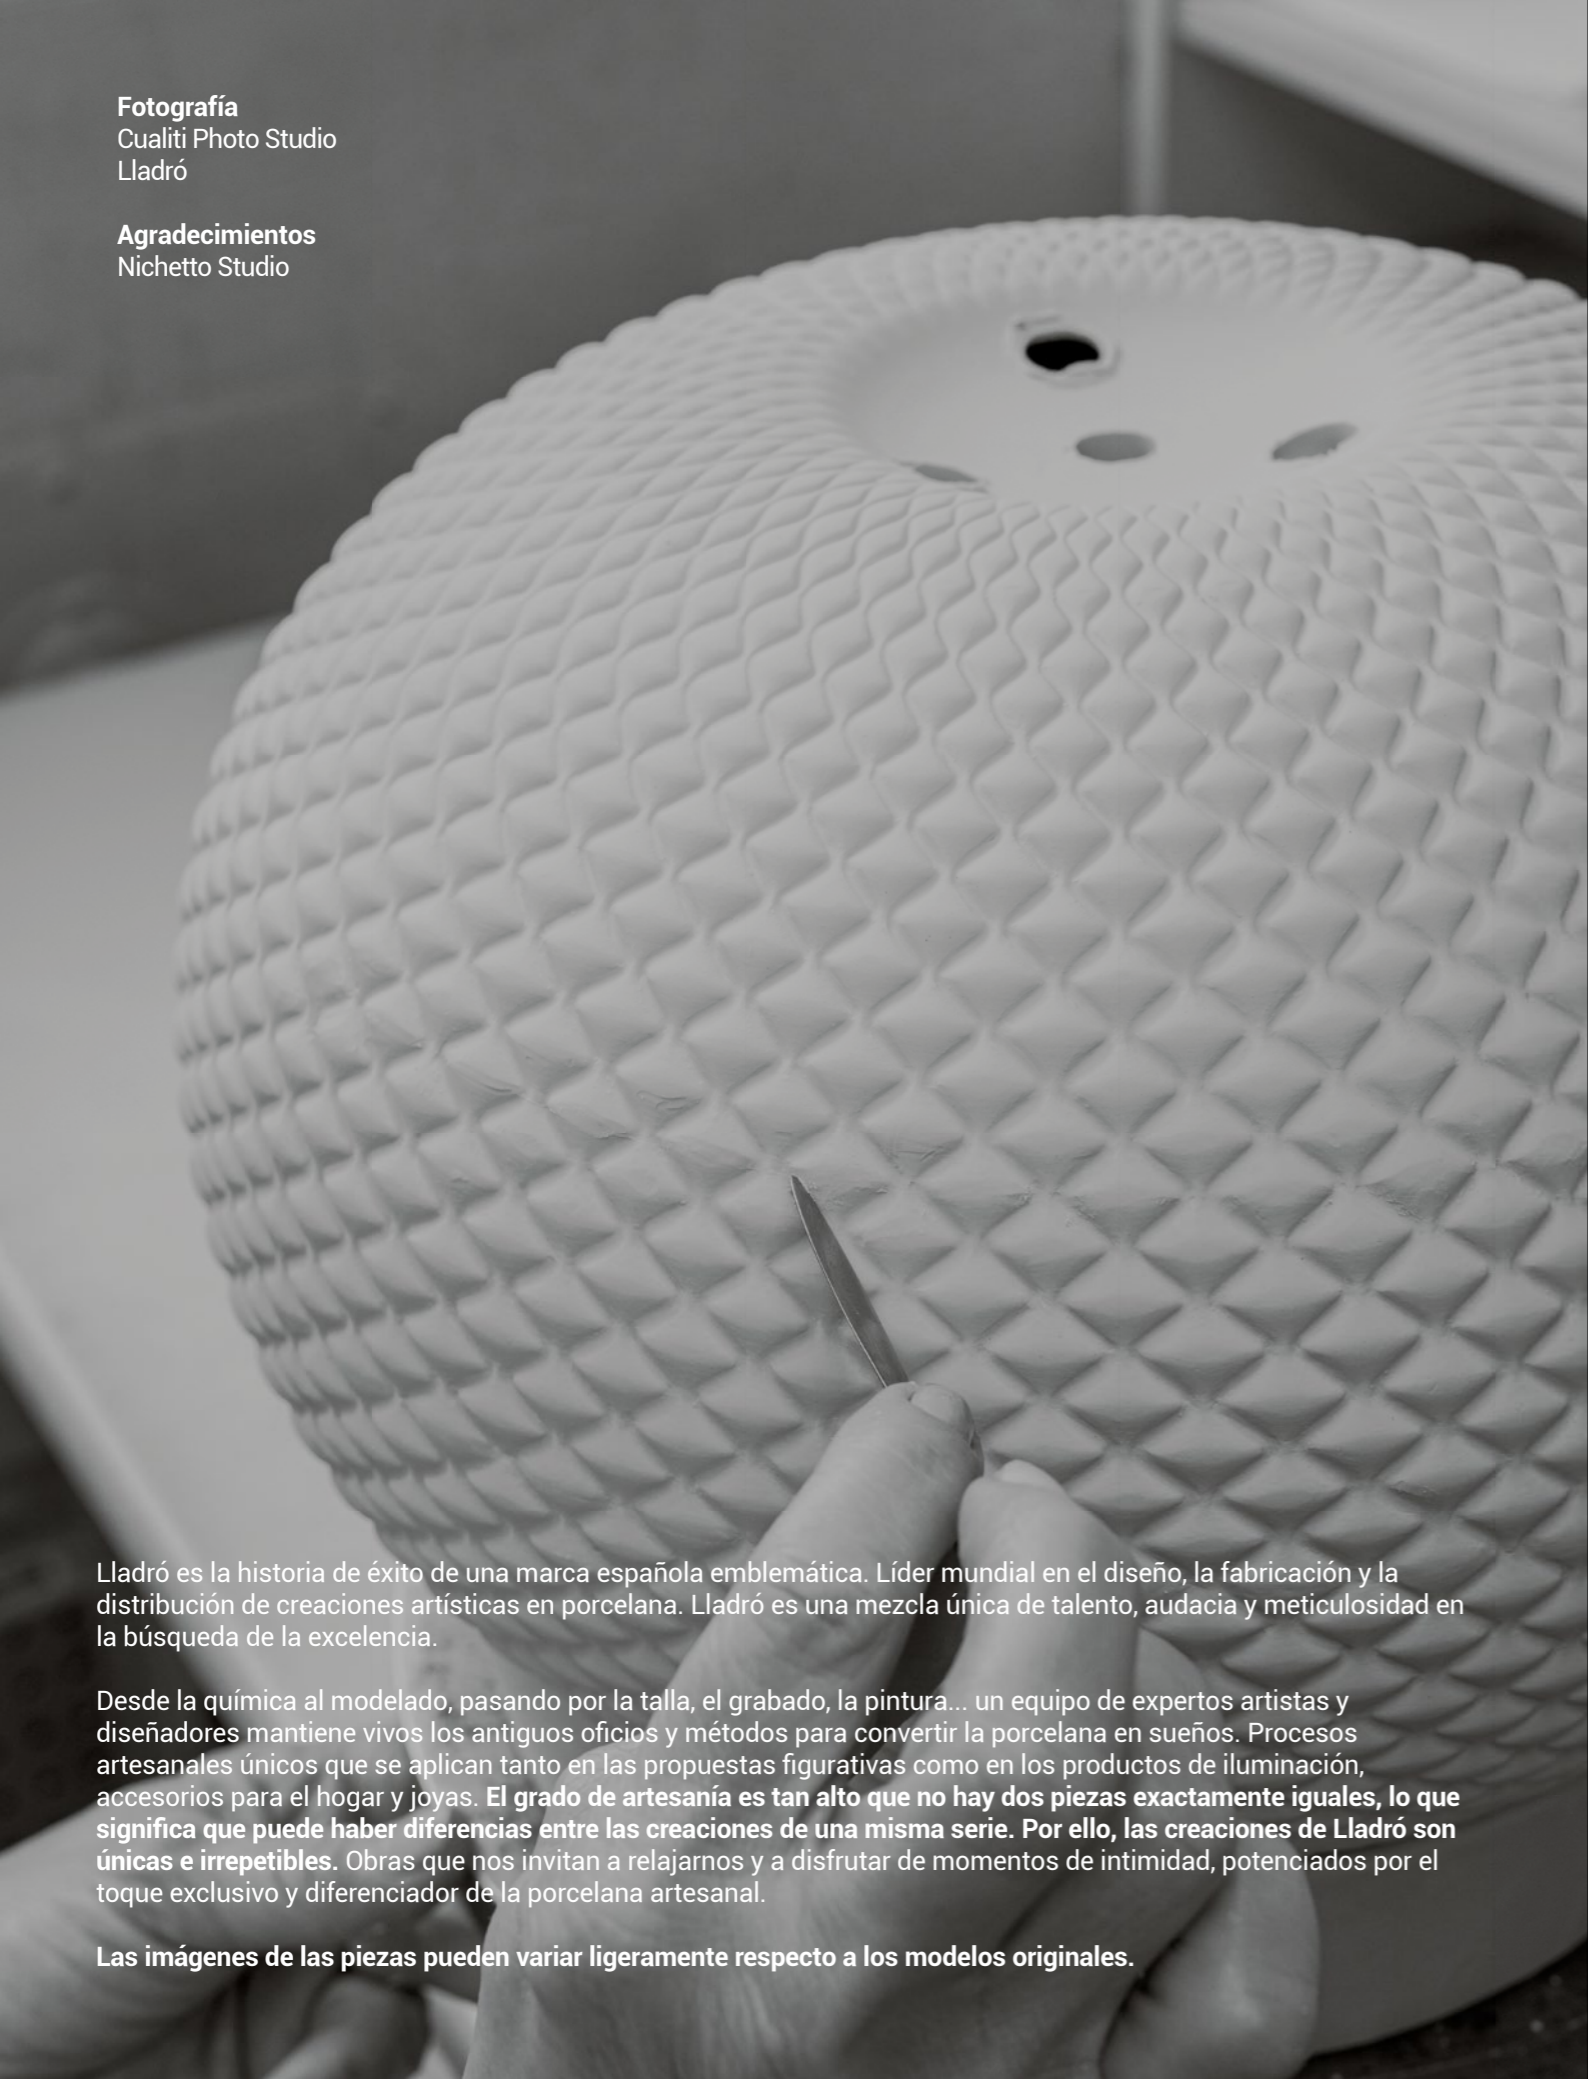 Fotografía
Cualiti Photo Studio
Lladró
Agradecimientos
Nichetto Studio
Lladró es la historia de éxito de una marca española emblemática. Líder mundial en el diseño, la fabricación y la
distribución de creaciones artísticas en porcelana. Lladró es una mezcla única de talento, audacia y meticulosidad en
la búsqueda de la excelencia.
Desde la química al modelado, pasando por la talla, el grabado, la pintura... un equipo de expertos artistas y
diseñadores mantiene vivos los antiguos oficios y métodos para convertir la porcelana en sueños. Procesos
artesanales únicos que se aplican tanto en las propuestas figurativas como en los productos de iluminación,
accesorios para el hogar y joyas. El grado de artesanía es tan alto que no hay dos piezas exactamente iguales, lo que
significa que puede haber diferencias entre las creaciones de una misma serie. Por ello, las creaciones de Lladró son
únicas e irrepetibles. Obras que nos invitan a relajarnos y a disfrutar de momentos de intimidad, potenciados por el
toque exclusivo y diferenciador de la porcelana artesanal.
Las imágenes de las piezas pueden variar ligeramente respecto a los modelos originales.